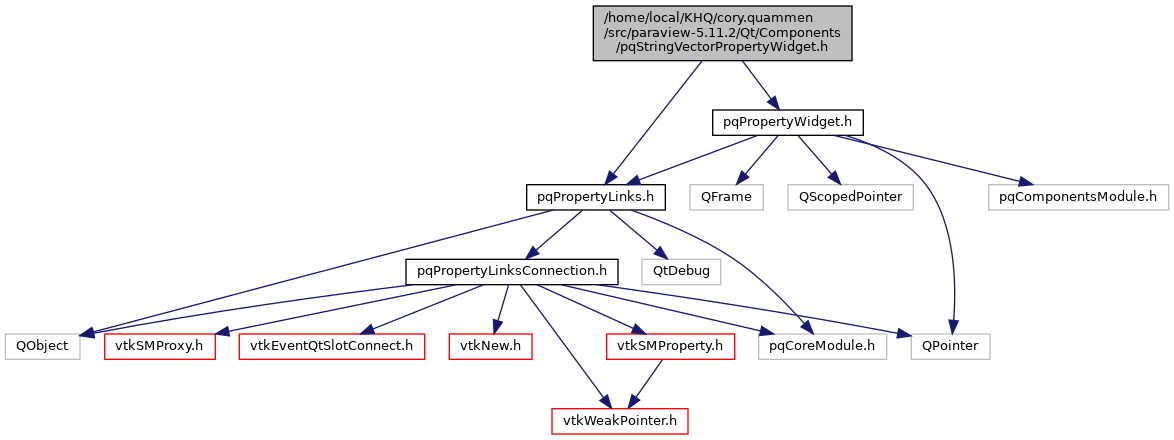 /home/local/KHQ/cory.quammen
/src/paraview-5.11.2/Qt/Components
/pqStringVectorPropertyWidget.h
pqPropertyWidget.h
pqPropertyLinks.h
QFrame
QScopedPointer
pqComponentsModule.h
pqPropertyLinksConnection.h
QtDebug
QObject
vtkSMProxy.h
vtkEventQtSlotConnect.h
vtkNew.h
vtkSMProperty.h
pqCoreModule.h
QPointer
vtkWeakPointer.h